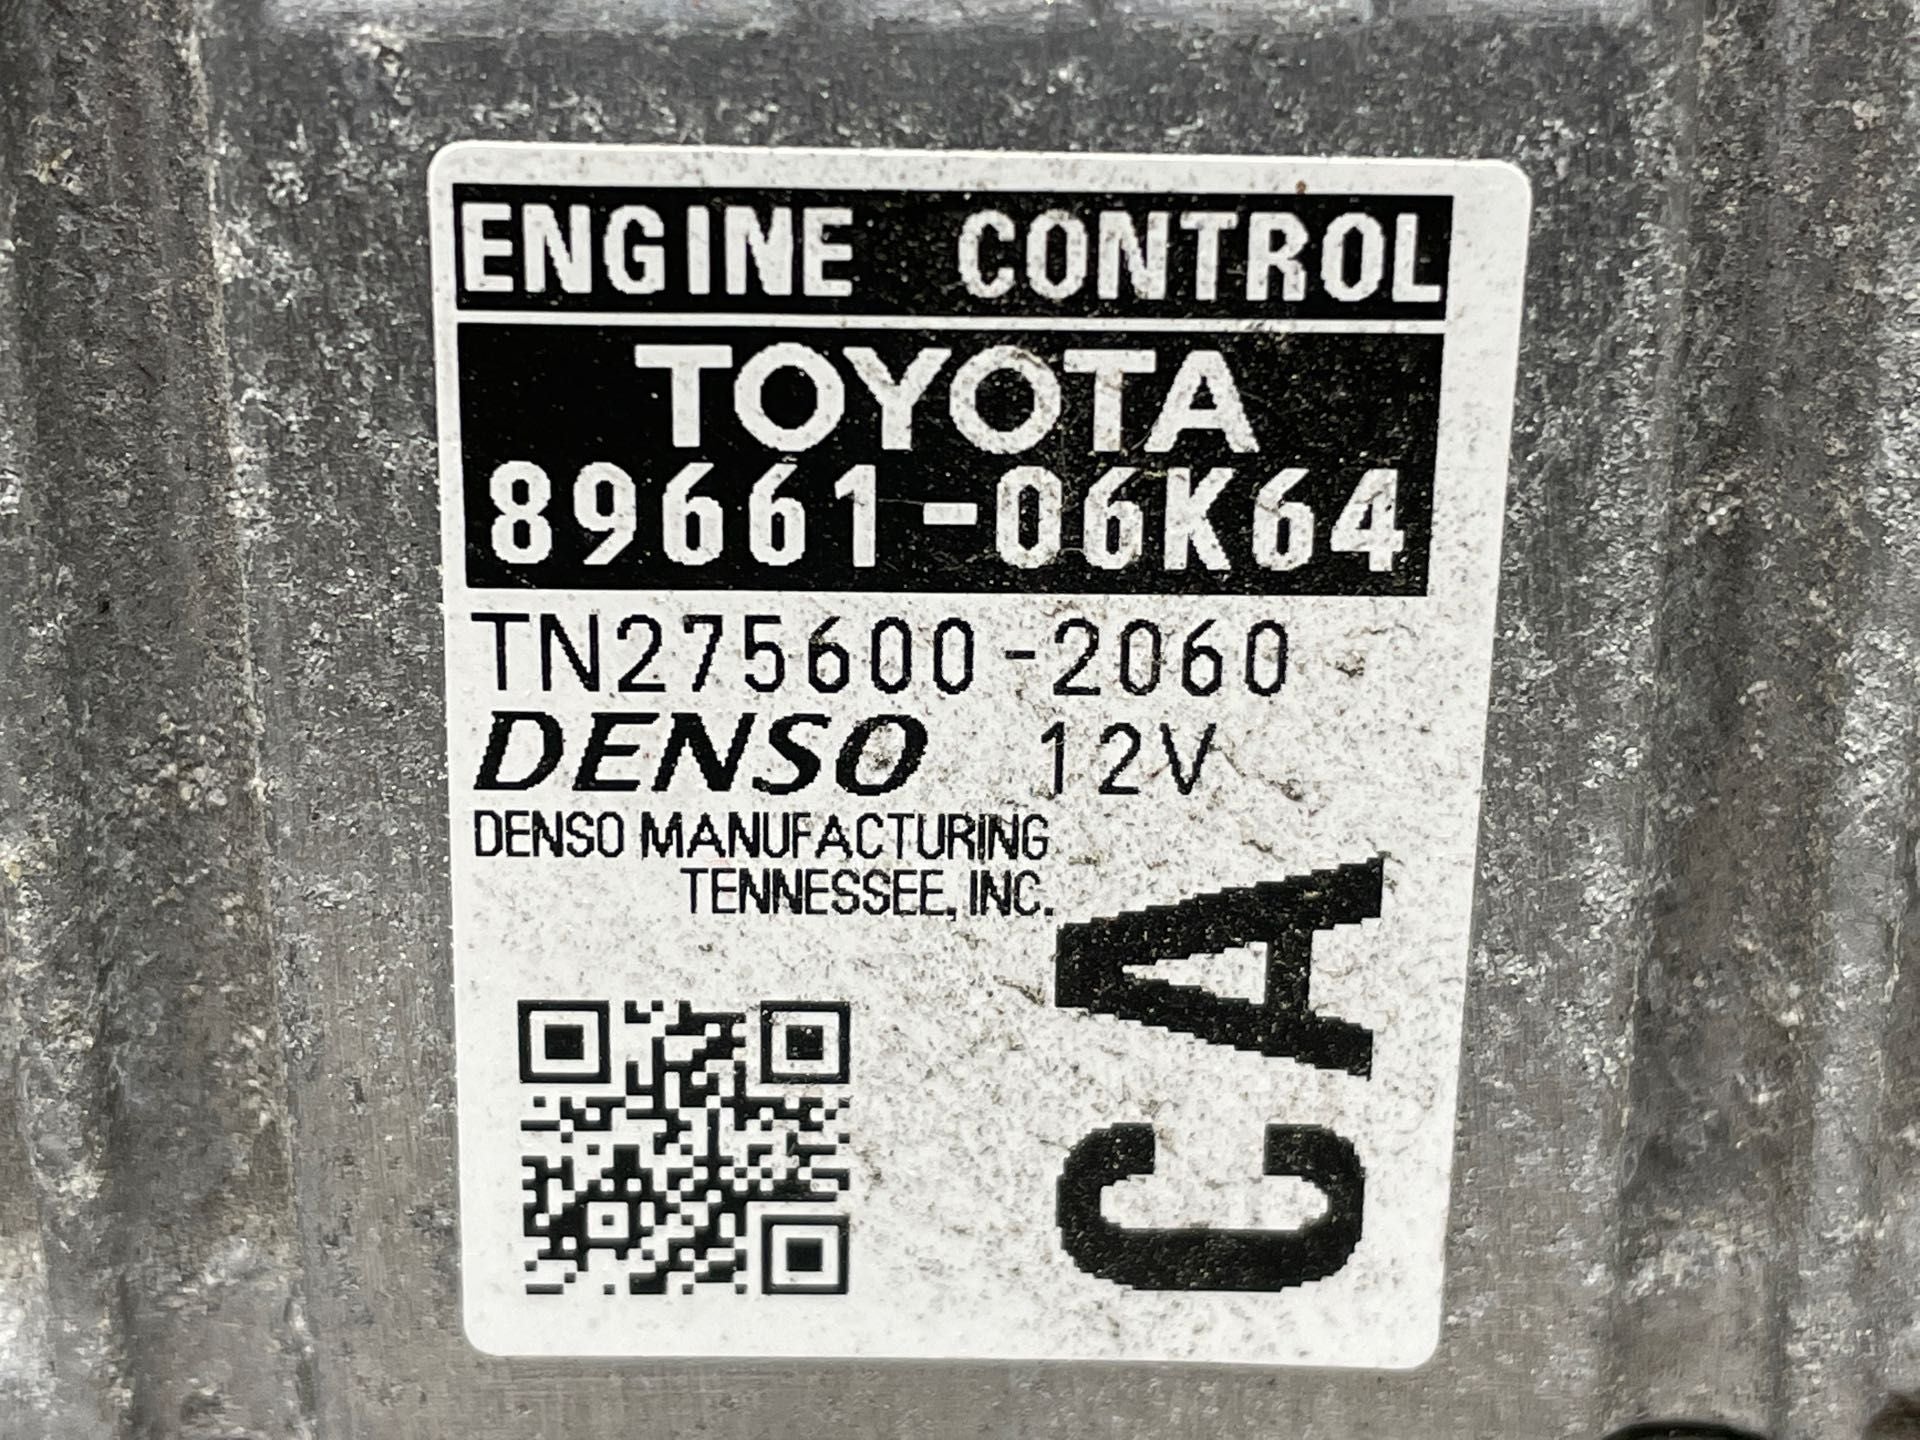 ENGINE CONTROL
TOYOTA
89661-06K64
TN275600-2060
DENSO 12V
DENSO MANUFACTURING
TENNESSEE, INC.
CA